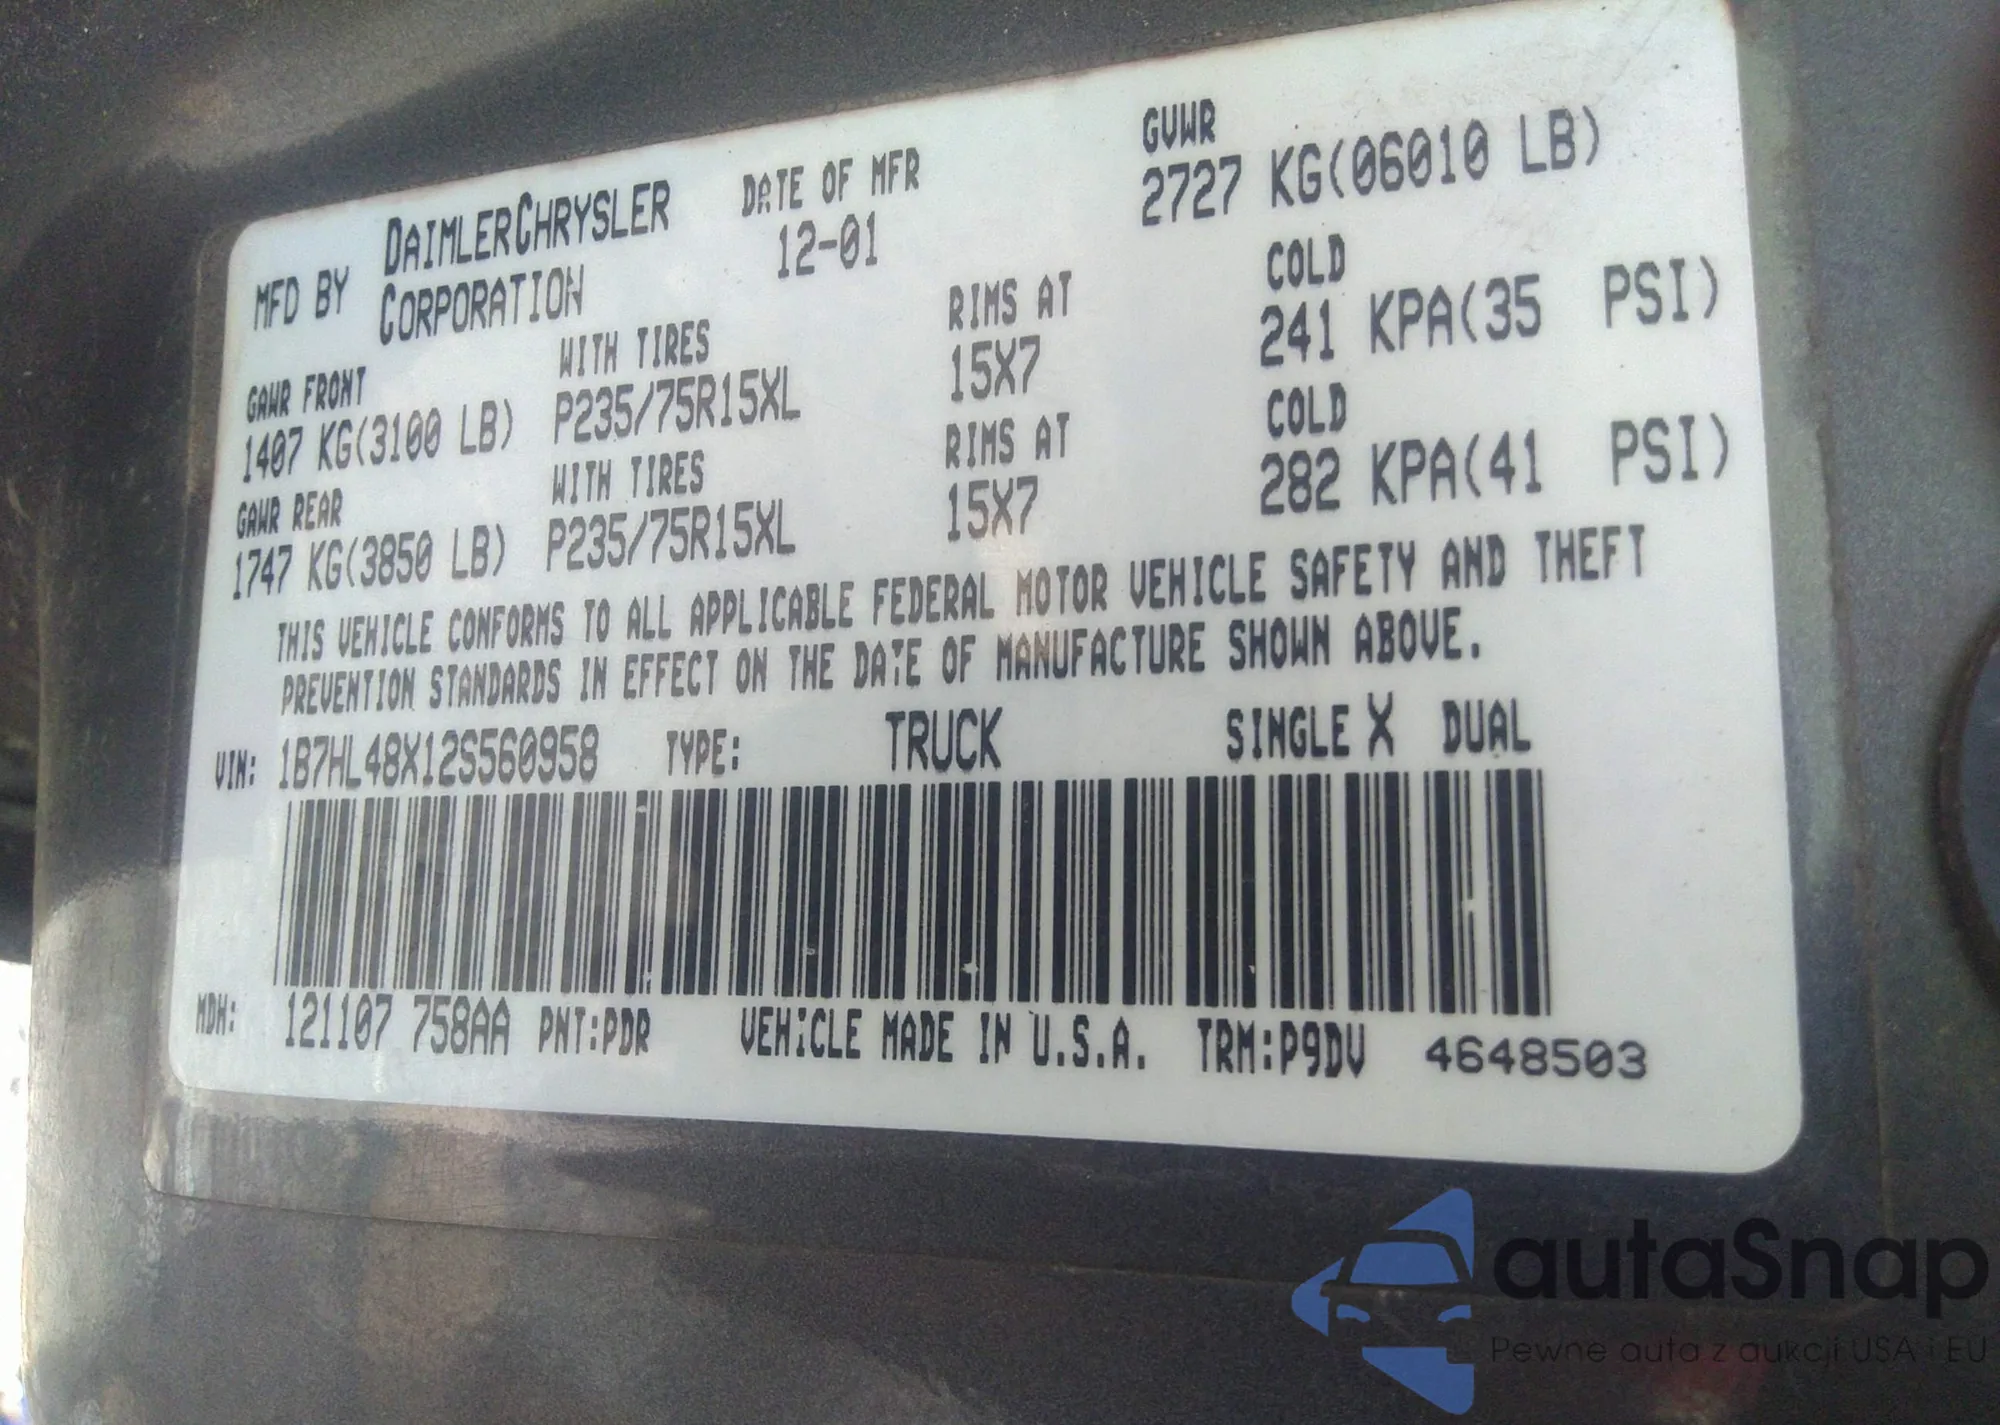 MFD BY DAIMLERCHRYSLER CORPORATION DATE OF MFR 12-01 GVWR 2727 KG(06010 LB)
GAWR FRONT WITH TIRES RIMS AT COLD
1407 KG(3100 LB) P235/75R15XL 15X7 241 KPA(35 PSI)
GAWR REAR WITH TIRES RIMS AT COLD
1747 KG(3850 LB) P235/75R15XL 15X7 282 KPA(41 PSI)
THIS VEHICLE CONFORMS TO ALL APPLICABLE FEDERAL MOTOR VEHICLE SAFETY AND THEFT
PREVENTION STANDARDS IN EFFECT ON THE DATE OF MANUFACTURE SHOWN ABOVE.
VIN: 1B7HL48X12S560958 TYPE: TRUCK SINGLE X DUAL
MDH: 121107 758AA PNT:PDR VEHICLE MADE IN U.S.A. TRM:P9DV 4648503
autaSnap
Pewne auta z aukcji USA i EU